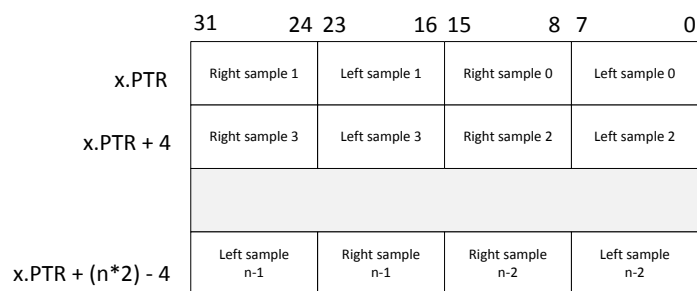 31 24 23 16 15 8 7 0
x.PTR Right sample 1 Left sample 1 Right sample 0 Left sample 0
x.PTR + 4 Right sample 3 Left sample 3 Right sample 2 Left sample 2
x.PTR + (n*2) - 4 Left sample Right sample Right sample Left sample
n-1 n-1 n-2 n-2